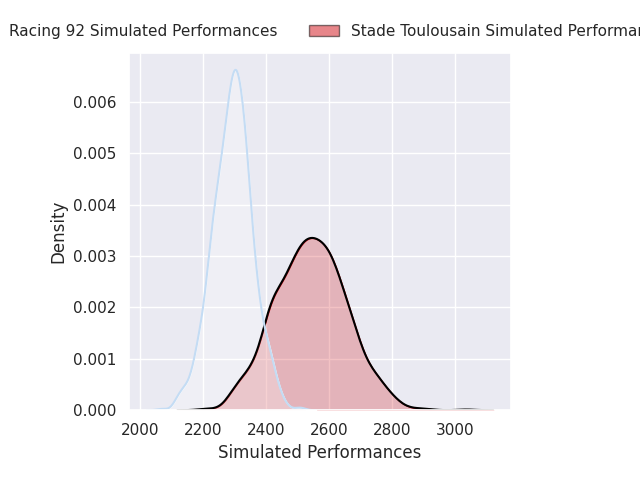 Racing 92 Simulated Performances
Stade Toulousain Simulated
Density
0.006
0.005
0.004
0.003
0.002
0.001
0.000
2000 2200 2400 2600 2800 3000
Simulated Performances